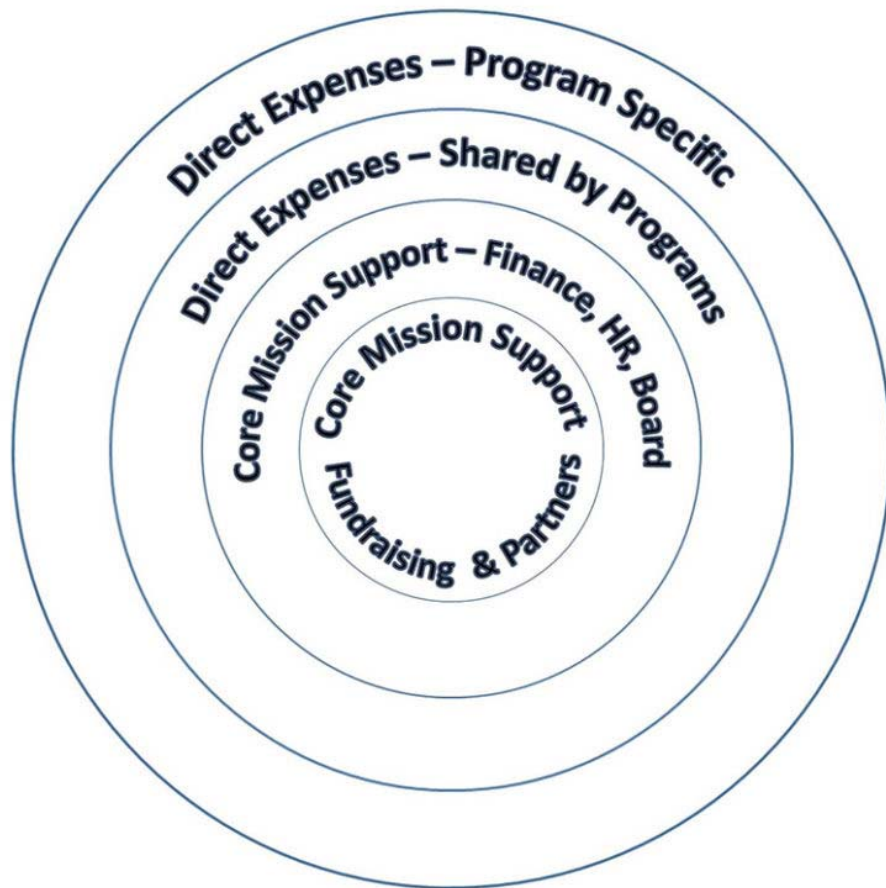 Direct Expenses – Program Specific
Direct Expenses – Shared by Programs
Core Mission Support – Finance, HR, Board
Core Mission Support
Fundraising & Partners